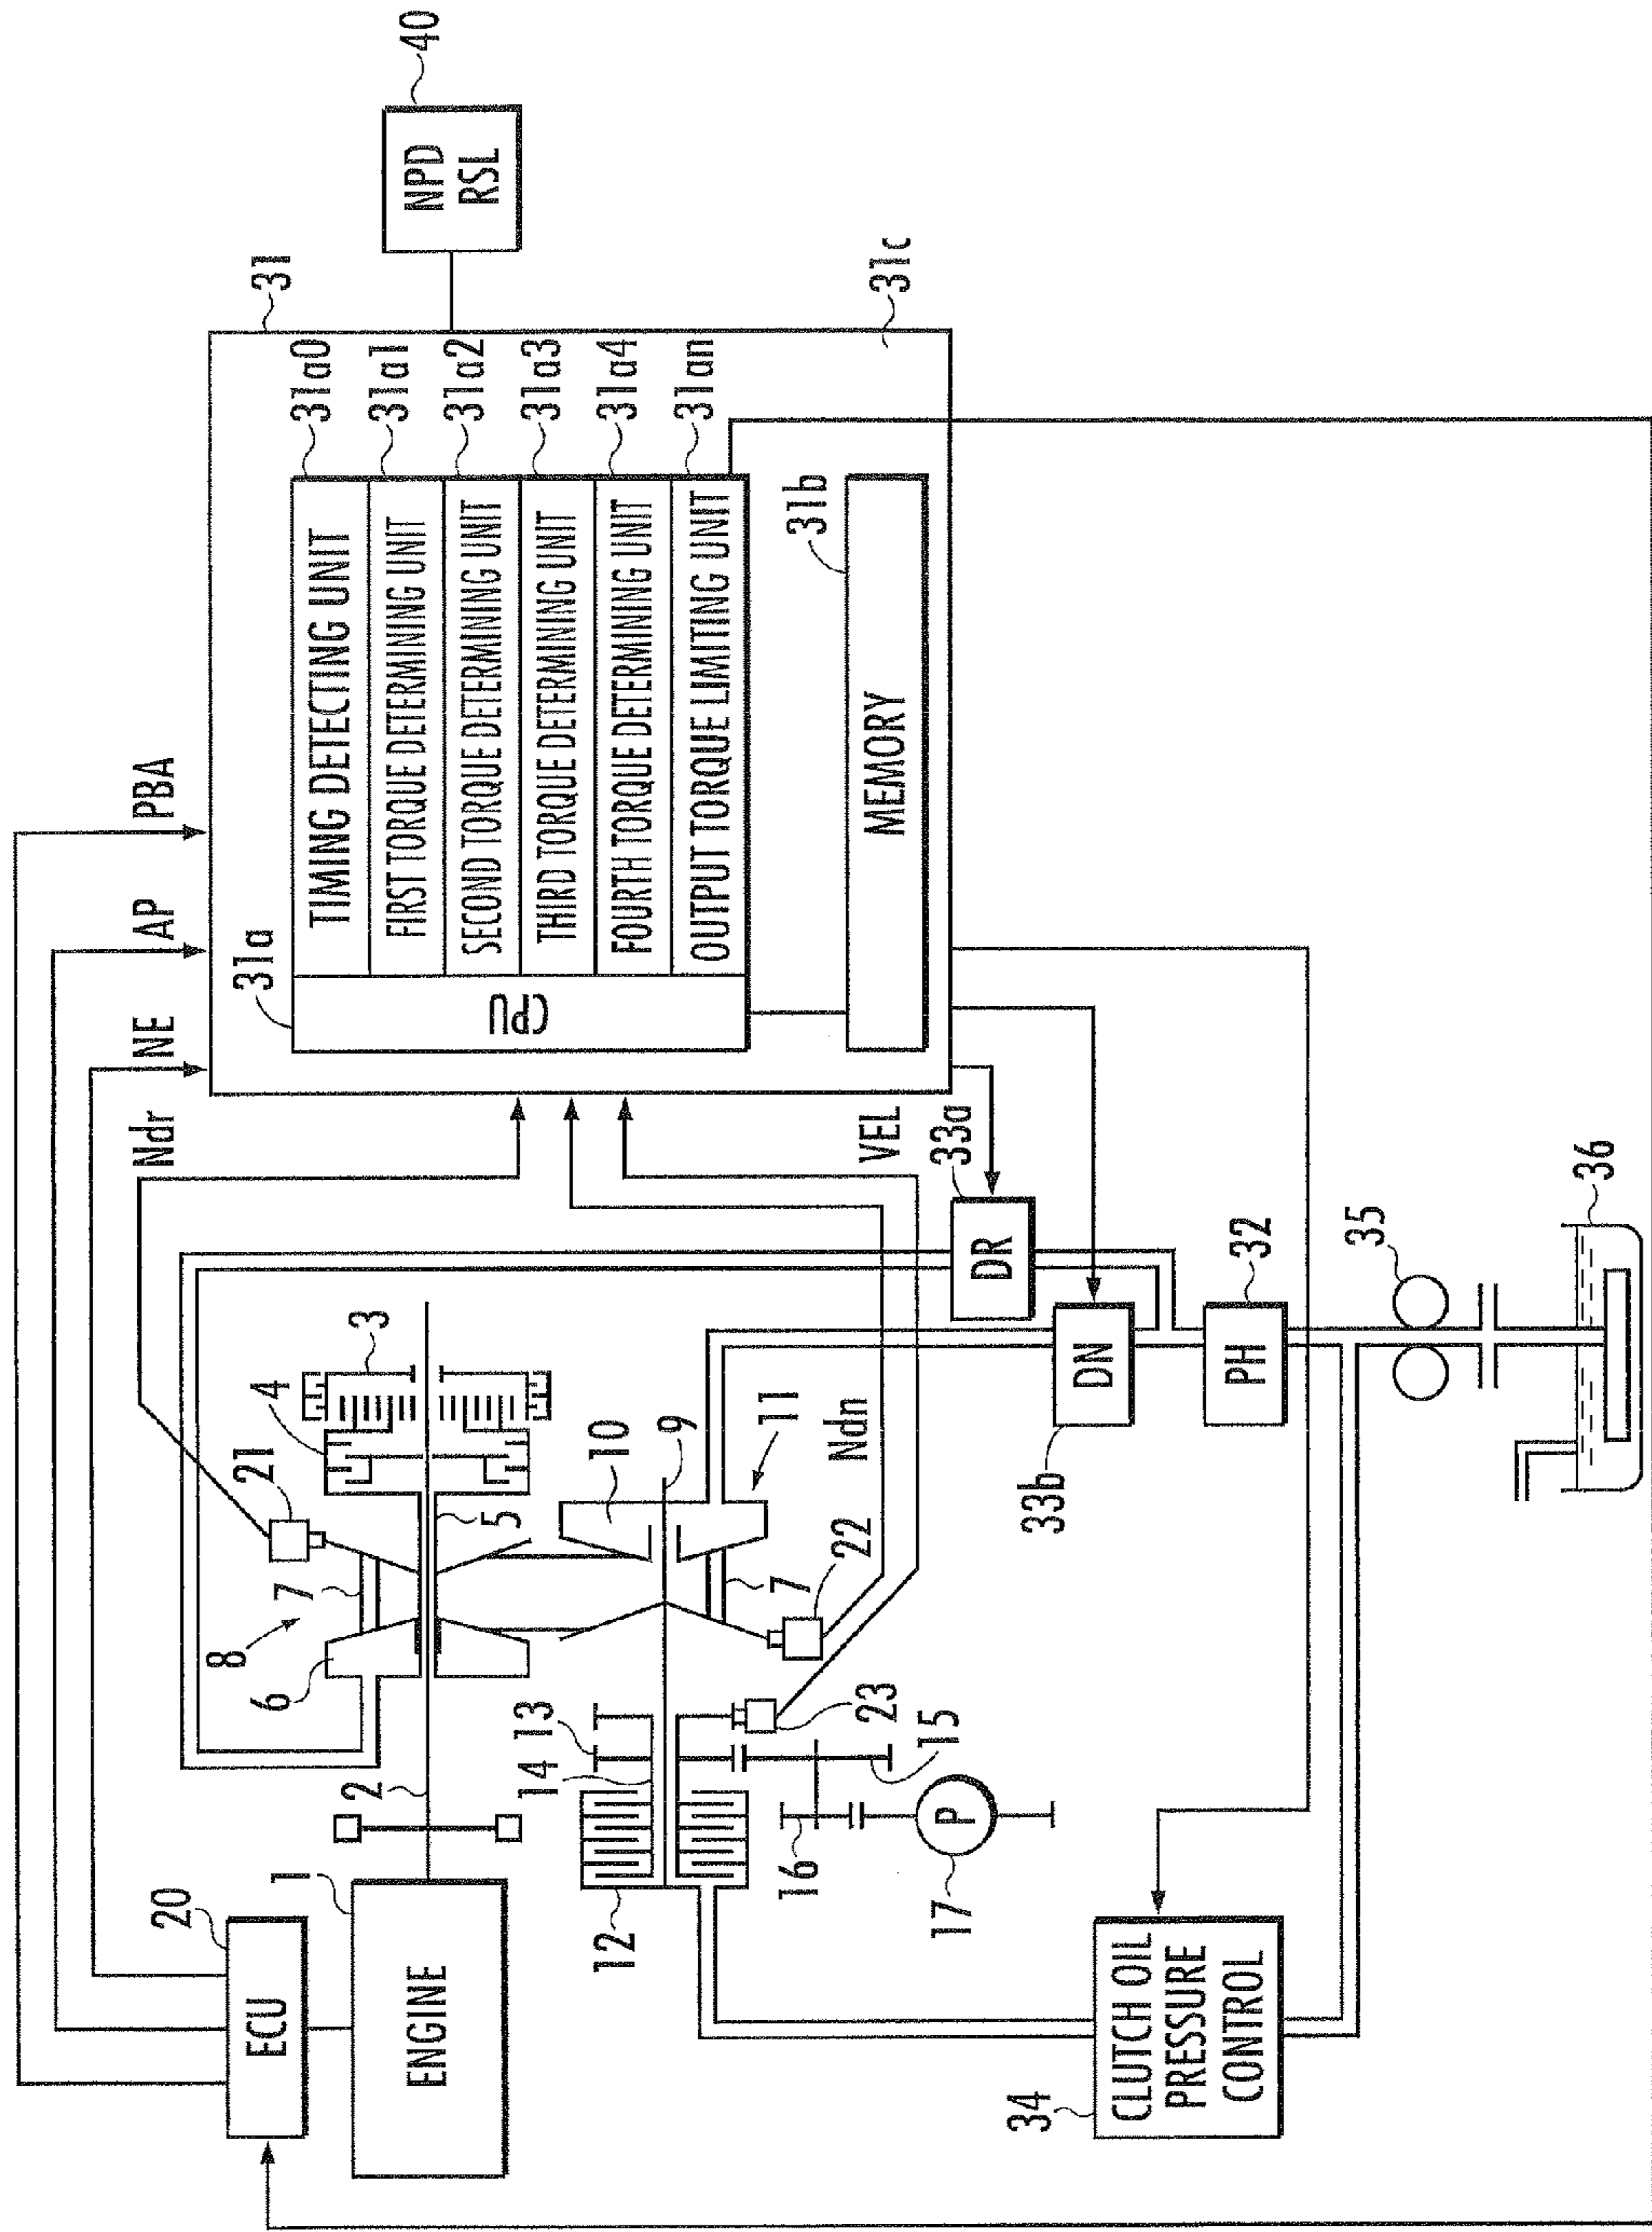 PBA
AP
NE
Ndr
20
ECU
1
ENGINE
2
21
4
3
8
7
6
5
10
9
11
7
Ndn
22
VEL
13
14
12
23
15
16
P
17
31
31a
CPU
TIMING DETECTING UNIT
31a0
FIRST TORQUE DETERMINING UNIT
31a1
SECOND TORQUE DETERMINING UNIT
31a2
THIRD TORQUE DETERMINING UNIT
31a3
FOURTH TORQUE DETERMINING UNIT
31a4
OUTPUT TORQUE LIMITING UNIT
31an
31b
MEMORY
31c
NPD
RSL
40
33a
DR
33b
DN
PH
32
35
36
34
CLUTCH OIL
PRESSURE
CONTROL